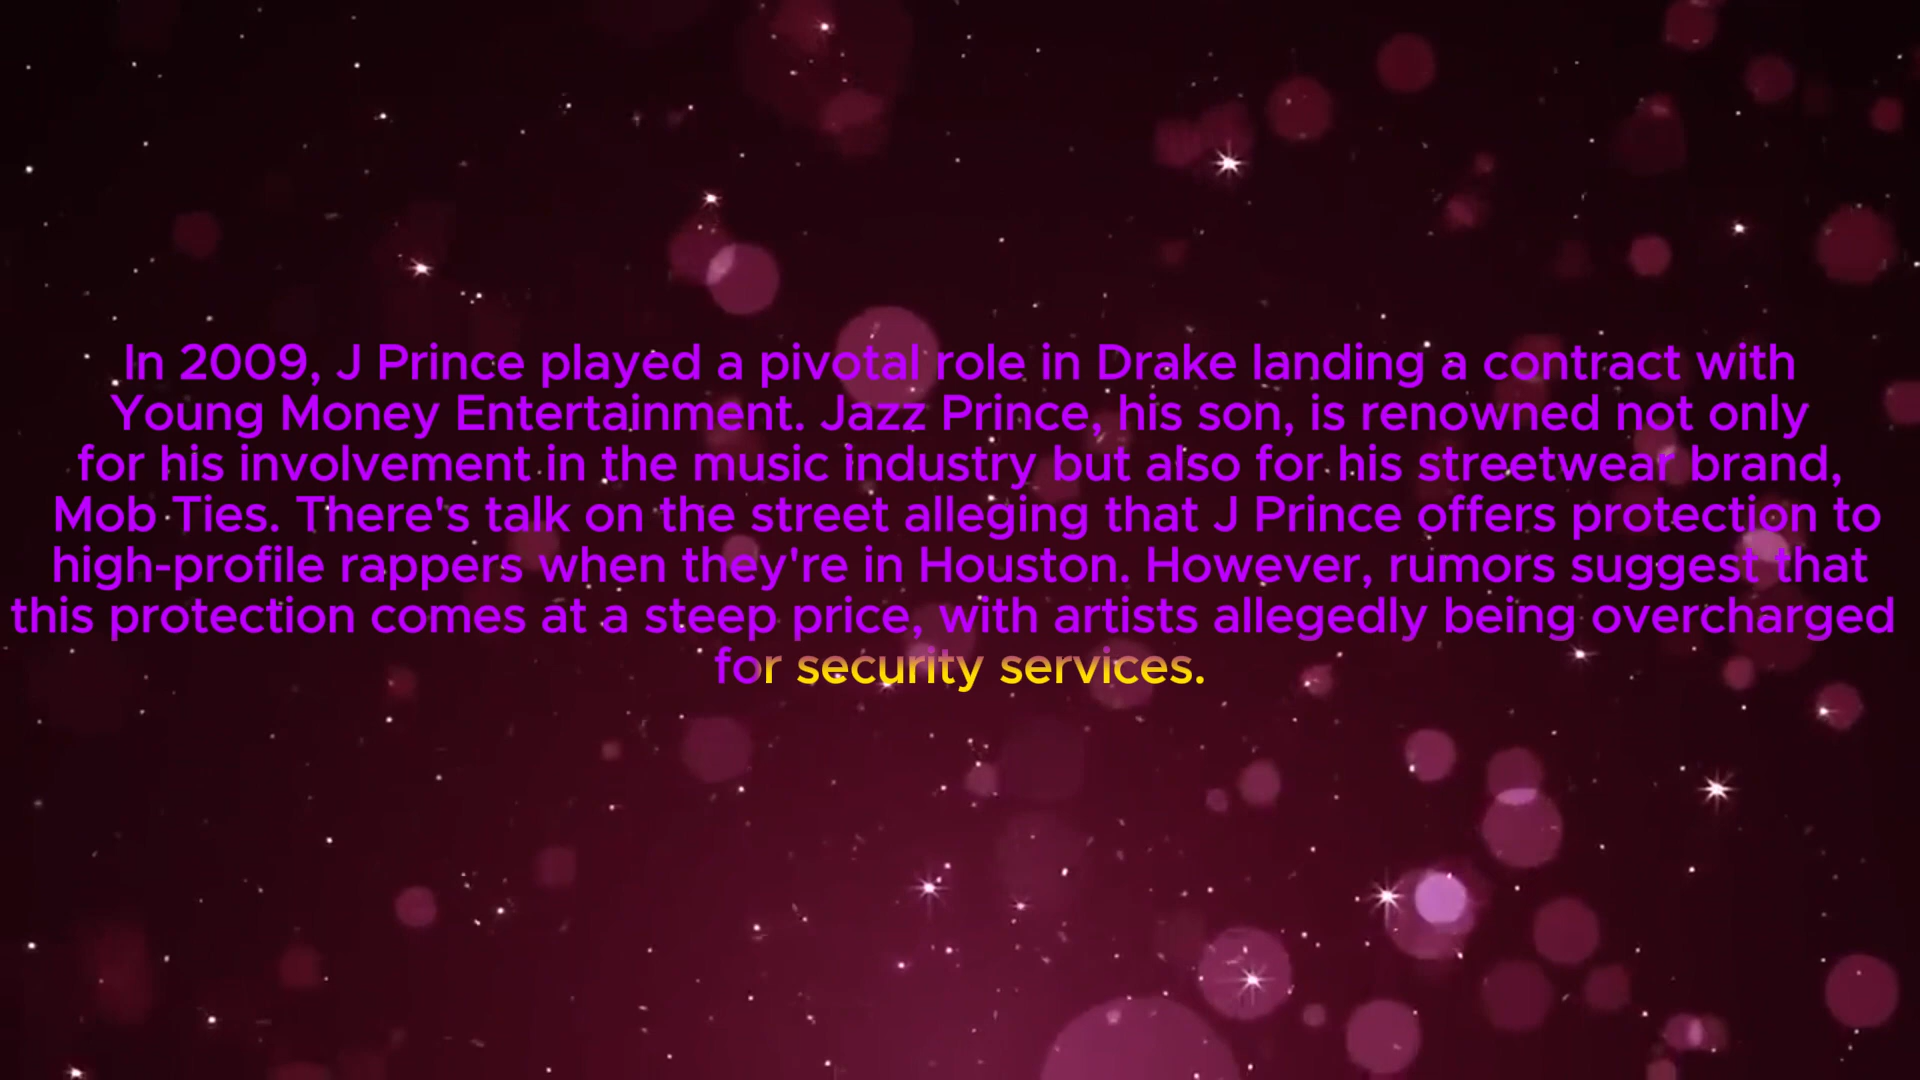 In 2009, J Prince played a pivotal role in Drake landing a contract with
Young Money Entertainment. Jazz Prince, his son, is renowned not only
for his involvement in the music industry but also for his streetwear brand,
Mob Ties. There's talk on the street alleging that J Prince offers protection to
high-profile rappers when they're in Houston. However, rumors suggest that
this protection comes at a steep price, with artists allegedly being overcharged
for security services.